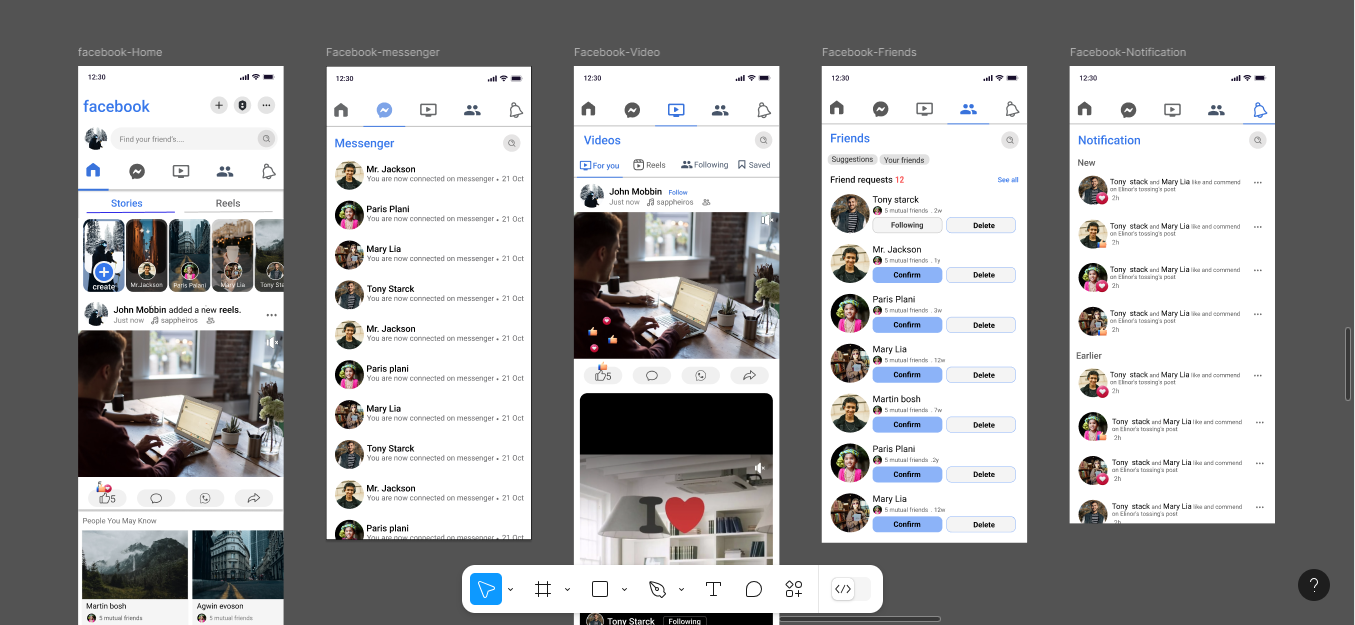 facebook-Home
12:30
facebook
Find your friend's....
Stories
Reels
create
Mr.Jackson
Paris Palani
Mary Lia
Tony Sta
John Mobbin added a new reels.
Just now sappheiros
5
People You May Know
Martin bosh
5 mutual friends
Agwin evoson
5 mutual friends
Facebook-messenger
12:30
Messenger
Mr. Jackson
You are now connected on messenger • 21 Oct
Paris Plani
You are now connected on messenger • 21 Oct
Mary Lia
You are now connected on messenger • 21 Oct
Tony Starck
You are now connected on messenger • 21 Oct
Mr. Jackson
You are now connected on messenger • 21 Oct
Paris plani
You are now connected on messenger • 21 Oct
Mary Lia
You are now connected on messenger • 21 Oct
Tony Starck
You are now connected on messenger • 21 Oct
Mr. Jackson
You are now connected on messenger • 21 Oct
Paris plani
You are now connected on messenger • 21 Oct
Facebook-Video
12:30
Videos
For you
Reels
Following
Saved
John Mobbin Follow
Just now sappheiros
5
I
Tony Starck Following
Facebook-Friends
12:30
Friends
Suggestions
Your friends
Friend requests 12
See all
Tony starck
5 mutual friends . 2w
Following
Delete
Mr. Jackson
5 mutual friends . 1y
Confirm
Delete
Paris Plani
5 mutual friends . 3w
Confirm
Delete
Mary Lia
5 mutual friends . 12w
Confirm
Delete
Martin bosh
5 mutual friends . 7w
Confirm
Delete
Paris Plani
5 mutual friends .2y
Confirm
Delete
Mary Lia
5 mutual friends . 12w
Confirm
Delete
Facebook-Notification
12:30
Notification
New
Tony stack and Mary Lia like and commend
on Elinor's tossing's post
2h
Tony stack and Mary Lia like and commend
on Elinor's tossing's post
2h
Tony stack and Mary Lia like and commend
on Elinor's tossing's post
2h
Tony stack and Mary Lia like and commend
on Elinor's tossing's post
2h
Earlier
Tony stack and Mary Lia like and commend
on Elinor's tossing's post
2h
Tony stack and Mary Lia like and commend
on Elinor's tossing's post
2h
Tony stack and Mary Lia like and commend
on Elinor's tossing's post
2h
Tony stack and Mary Lia like and commend
on Elinor's tossing's post
2h
T
</>
?